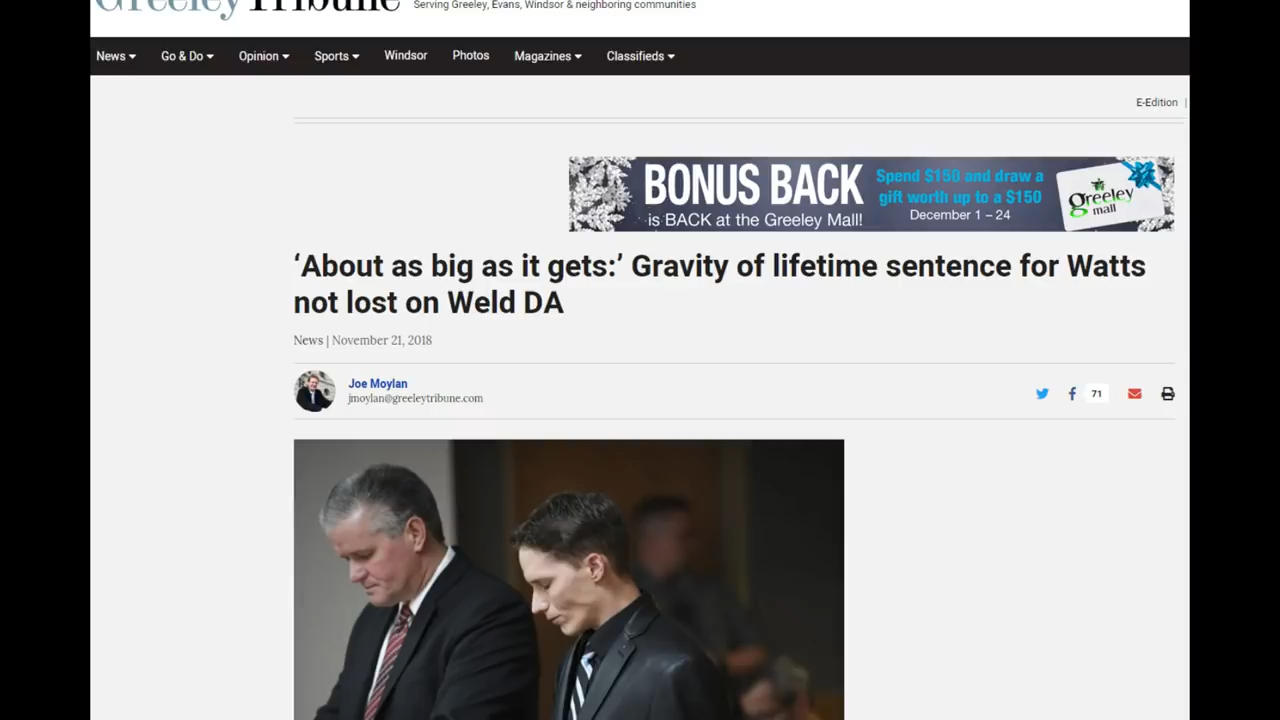 Greeley Tribune Serving Greeley, Evans, Windsor & neighboring communities
News Go & Do Opinion Sports Windsor Photos Magazines Classifieds
E-Edition |
BONUS BACK
is BACK at the Greeley Mall!
Spend $150 and draw a
gift worth up to a $150
December 1 – 24
greeley
mall
‘About as big as it gets:’ Gravity of lifetime sentence for Watts
not lost on Weld DA
News | November 21, 2018
Joe Moylan
jmoylan@greeleytribune.com
71